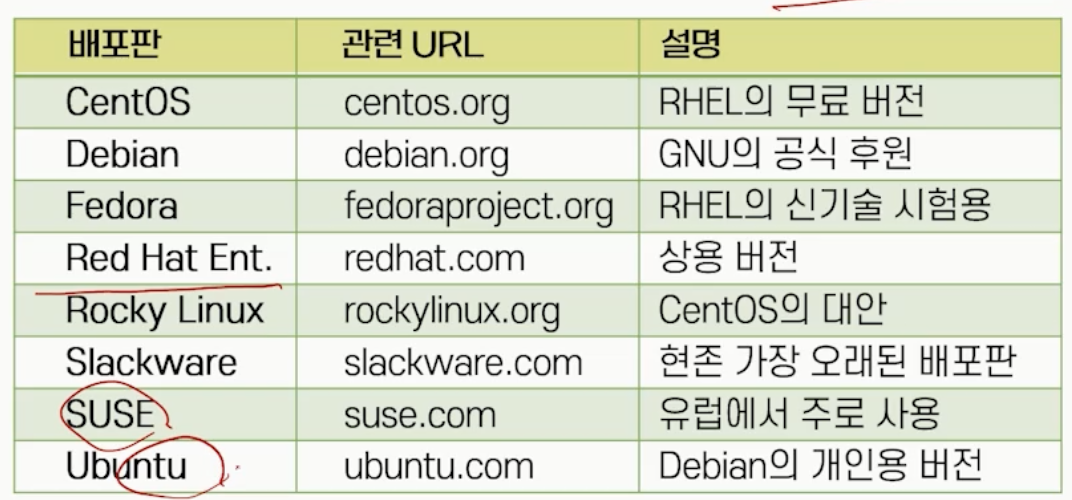 배포판 관련 URL 설명
CentOS centos.org RHEL의 무료 버전
Debian debian.org GNU의 공식 후원
Fedora fedoraproject.org RHEL의 신기술 시험용
Red Hat Ent. redhat.com 상용 버전
Rocky Linux rockylinux.org CentOS의 대안
Slackware slackware.com 현존 가장 오래된 배포판
SUSE suse.com 유럽에서 주로 사용
Ubuntu ubuntu.com Debian의 개인용 버전